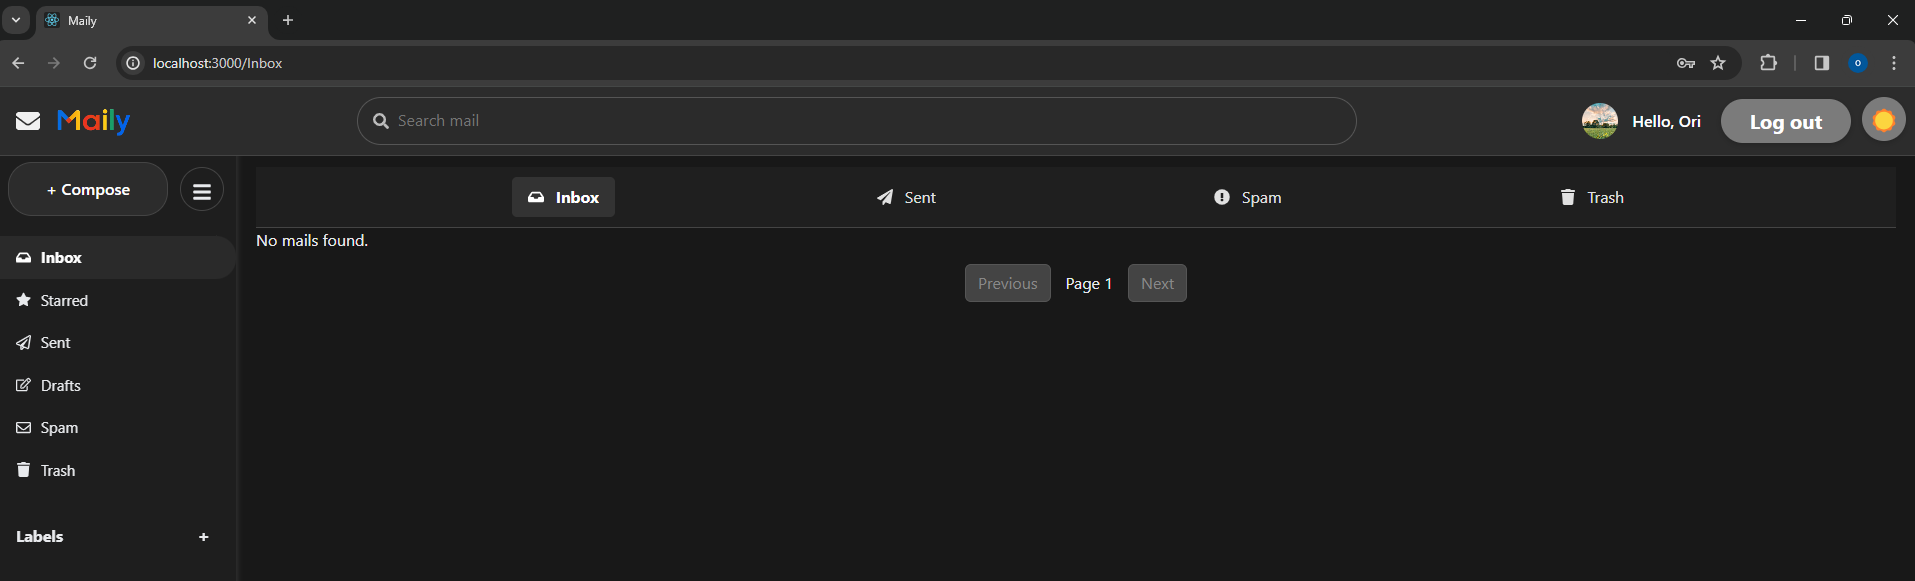 Maily
localhost:3000/Inbox
o
Maily
Search mail
Hello, Ori
Log out
+ Compose
Inbox
Sent
Spam
Trash
No mails found.
Previous
Page 1
Next
Inbox
Starred
Sent
Drafts
Spam
Trash
Labels +